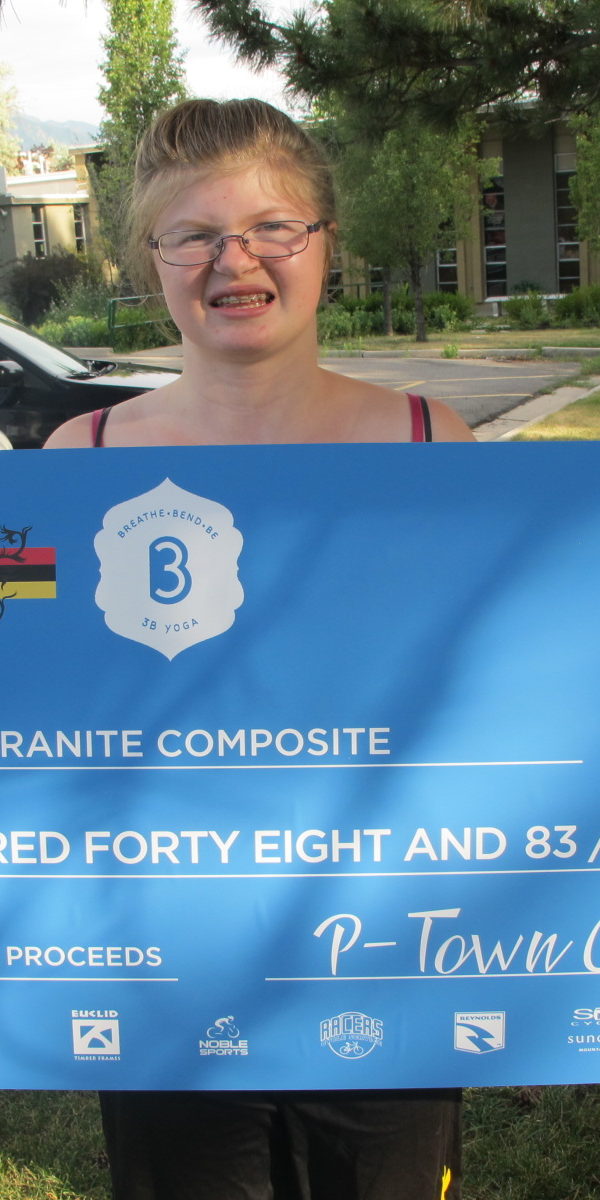 BREATHE•BEND•BE
3
3B YOGA
RANITE COMPOSITE
RED FORTY EIGHT AND 83 /
PROCEEDS
P-Town C
EUCLID
TIMBER FRAMES
NOBLE
SPORTS
RACERS
REYNOLDS